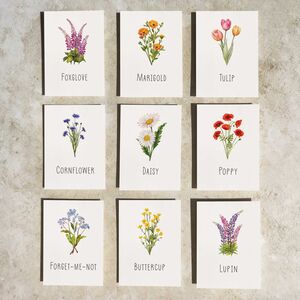 Foxglove
Marigold
Tulip
Cornflower
Daisy
Poppy
Forget-me-not
Buttercup
Lupin